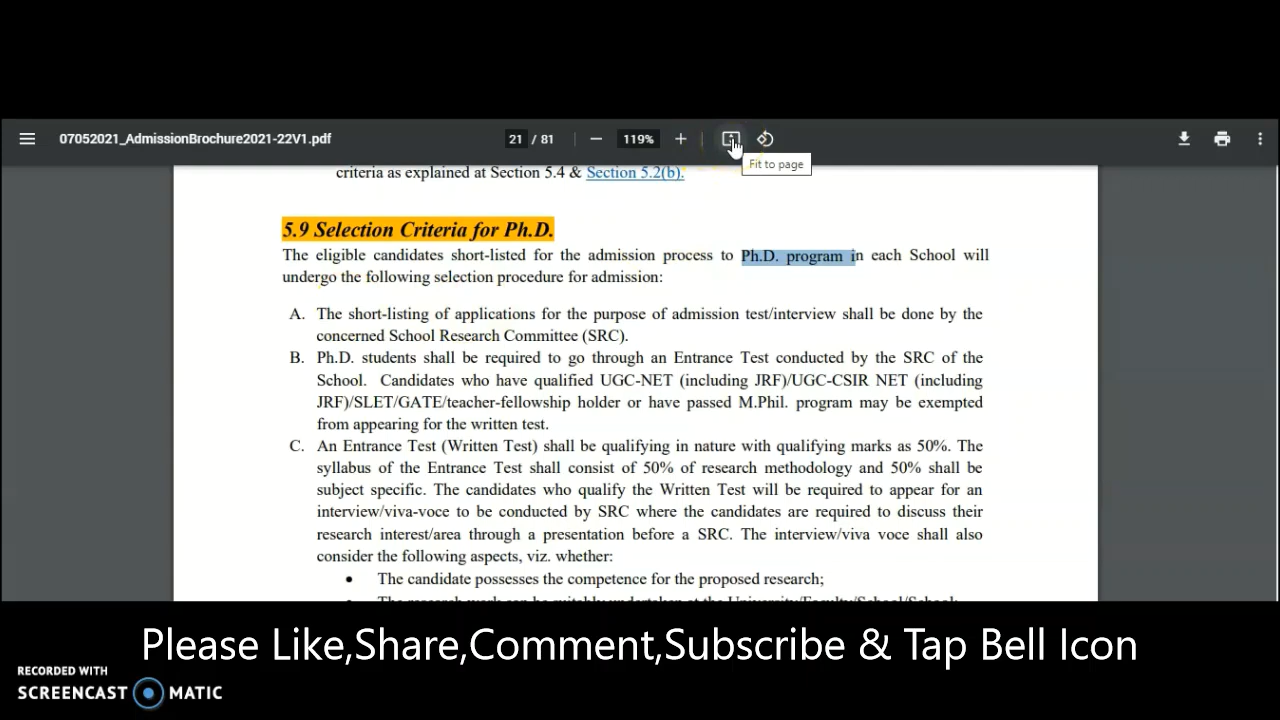 07052021_AdmissionBrochure2021-22V1.pdf
21 / 81
119%
Fit to page
criteria as explained at Section 5.4 & Section 5.2(b).
5.9 Selection Criteria for Ph.D.
The eligible candidates short-listed for the admission process to Ph.D. program in each School will
undergo the following selection procedure for admission:
A. The short-listing of applications for the purpose of admission test/interview shall be done by the
concerned School Research Committee (SRC).
B. Ph.D. students shall be required to go through an Entrance Test conducted by the SRC of the
School. Candidates who have qualified UGC-NET (including JRF)/UGC-CSIR NET (including
JRF)/SLET/GATE/teacher-fellowship holder or have passed M.Phil. program may be exempted
from appearing for the written test.
C. An Entrance Test (Written Test) shall be qualifying in nature with qualifying marks as 50%. The
syllabus of the Entrance Test shall consist of 50% of research methodology and 50% shall be
subject specific. The candidates who qualify the Written Test will be required to appear for an
interview/viva-voce to be conducted by SRC where the candidates are required to discuss their
research interest/area through a presentation before a SRC. The interview/viva voce shall also
consider the following aspects, viz. whether:
• The candidate possesses the competence for the proposed research;
Please Like,Share,Comment,Subscribe & Tap Bell Icon
RECORDED WITH
SCREENCAST MATIC